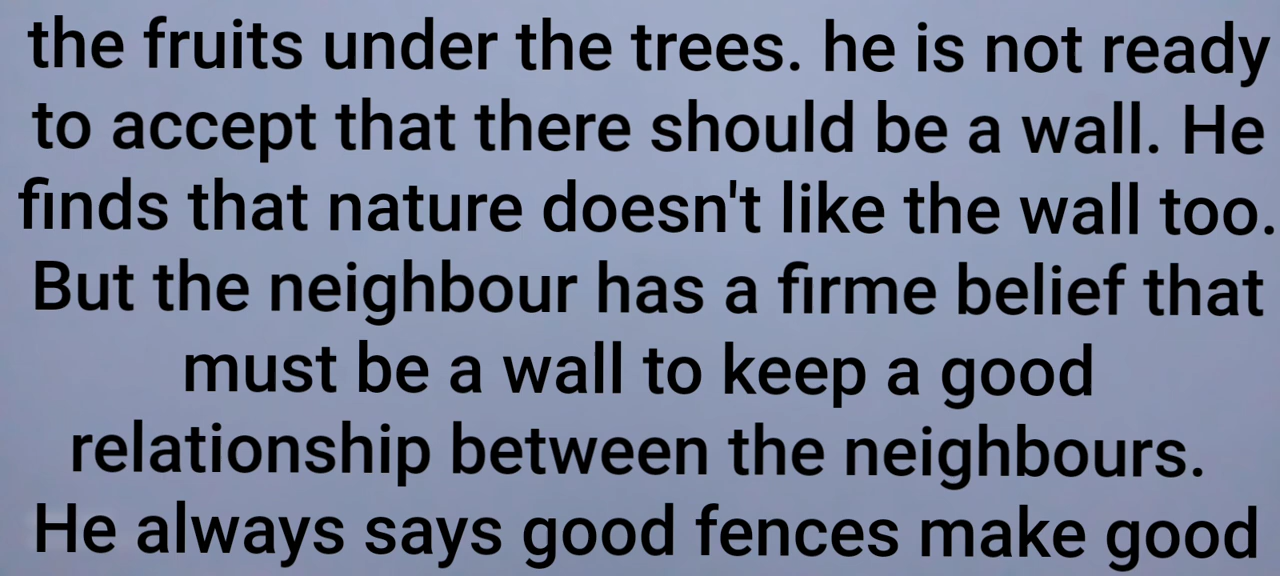 the fruits under the trees. he is not ready
to accept that there should be a wall. He
finds that nature doesn't like the wall too.
But the neighbour has a firme belief that
must be a wall to keep a good
relationship between the neighbours.
He always says good fences make good